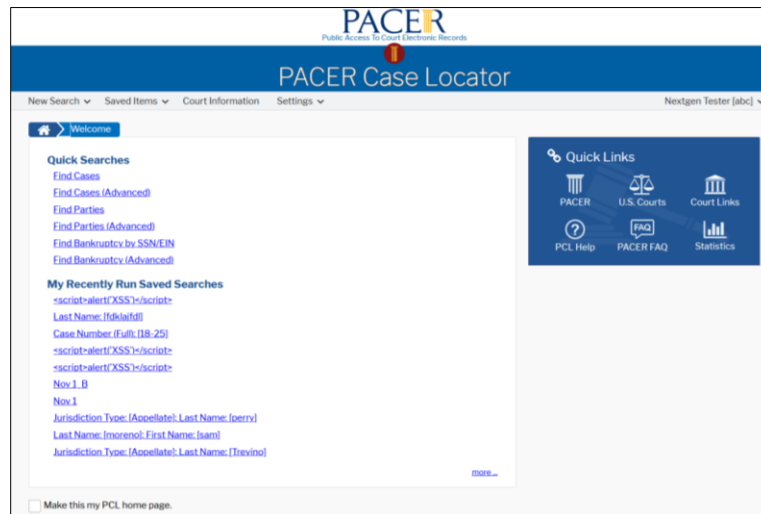 PACER
Public Access To Court Electronic Records
PACER Case Locator
New Search Saved Items Court Information Settings Nextgen Tester [abc]
Welcome
Quick Searches
Find Cases
Find Cases (Advanced)
Find Parties
Find Parties (Advanced)
Find Bankruptcy by SSN/EIN
Find Bankruptcy (Advanced)
My Recently Run Saved Searches
<script>alert('XSS')</script>
Last Name: [fdklajfdl]
Case Number (Full): [18-25]
<script>alert('XSS')</script>
<script>alert('XSS')</script>
Nov 1 B
Nov 1
Jurisdiction Type: [Appellate]; Last Name: [perry]
Last Name: [moreno]; First Name: [sam]
Jurisdiction Type: [Appellate]; Last Name: [Trevino]
more ...
Make this my PCL home page.
Quick Links
PACER U.S. Courts Court Links
FAQ
PCL Help PACER FAQ Statistics